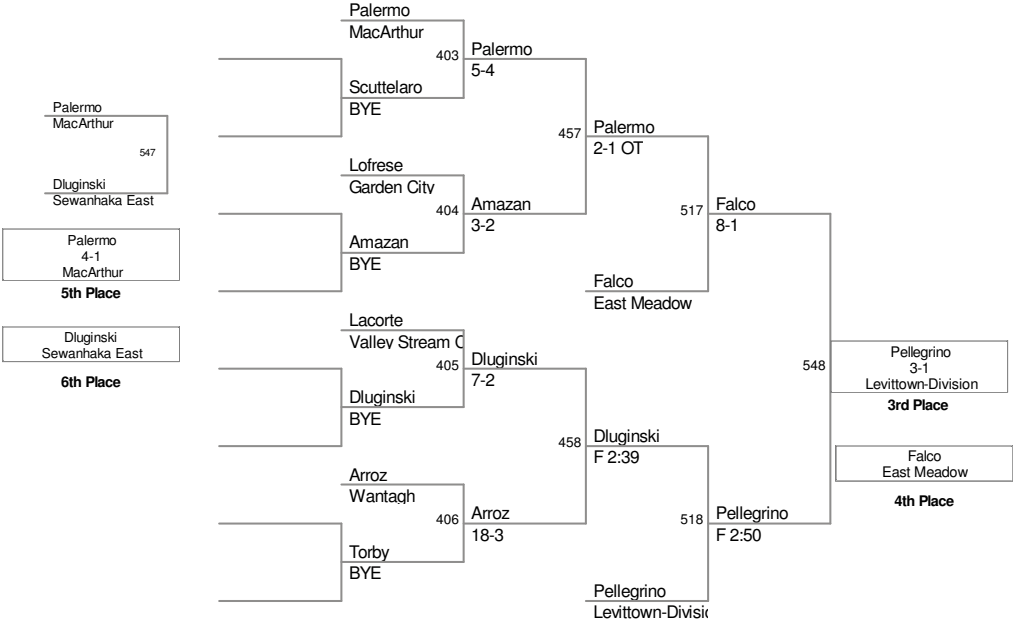 Palermo
MacArthur
403
Palermo
5-4
Scuttelaro
BYE
Palermo
MacArthur
547
Dluginski
Sewanhaka East
457
Palermo
2-1 OT
Lofrese
Garden City
404
Amazan
3-2
Amazan
BYE
517
Falco
8-1
Palermo
4-1
MacArthur
5th Place
Falco
East Meadow
Lacorte
Valley Stream C
405
Dluginski
7-2
Dluginski
Sewanhaka East
6th Place
Dluginski
BYE
548
Pellegrino
3-1
Levittown-Division
3rd Place
458
Dluginski
F 2:39
Falco
East Meadow
4th Place
Arroz
Wantagh
406
Arroz
18-3
518
Pellegrino
F 2:50
Torby
BYE
Pellegrino
Levittown-Divisi